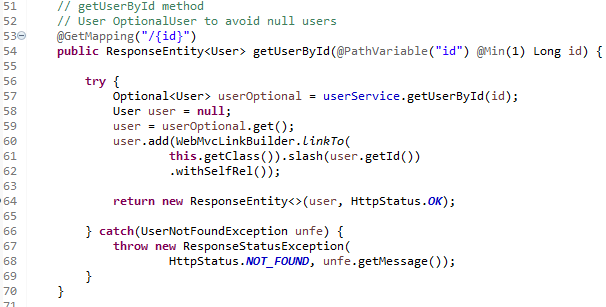 51 // getUserById method
52 // User OptionalUser to avoid null users
53 @GetMapping("/{id}")
54 public ResponseEntity<User> getUserById(@PathVariable("id") @Min(1) Long id) {
55
56 try {
57 Optional<User> userOptional = userService.getUserById(id);
58 User user = null;
59 user = userOptional.get();
60 user.add(WebMvcLinkBuilder.linkTo(
61 this.getClass()).slash(user.getId())
62 .withSelfRel());
63
64 return new ResponseEntity<>(user, HttpStatus.OK);
65
66 } catch(UserNotFoundException unfe) {
67 throw new ResponseStatusException(
68 HttpStatus.NOT_FOUND, unfe.getMessage());
69 }
70 }